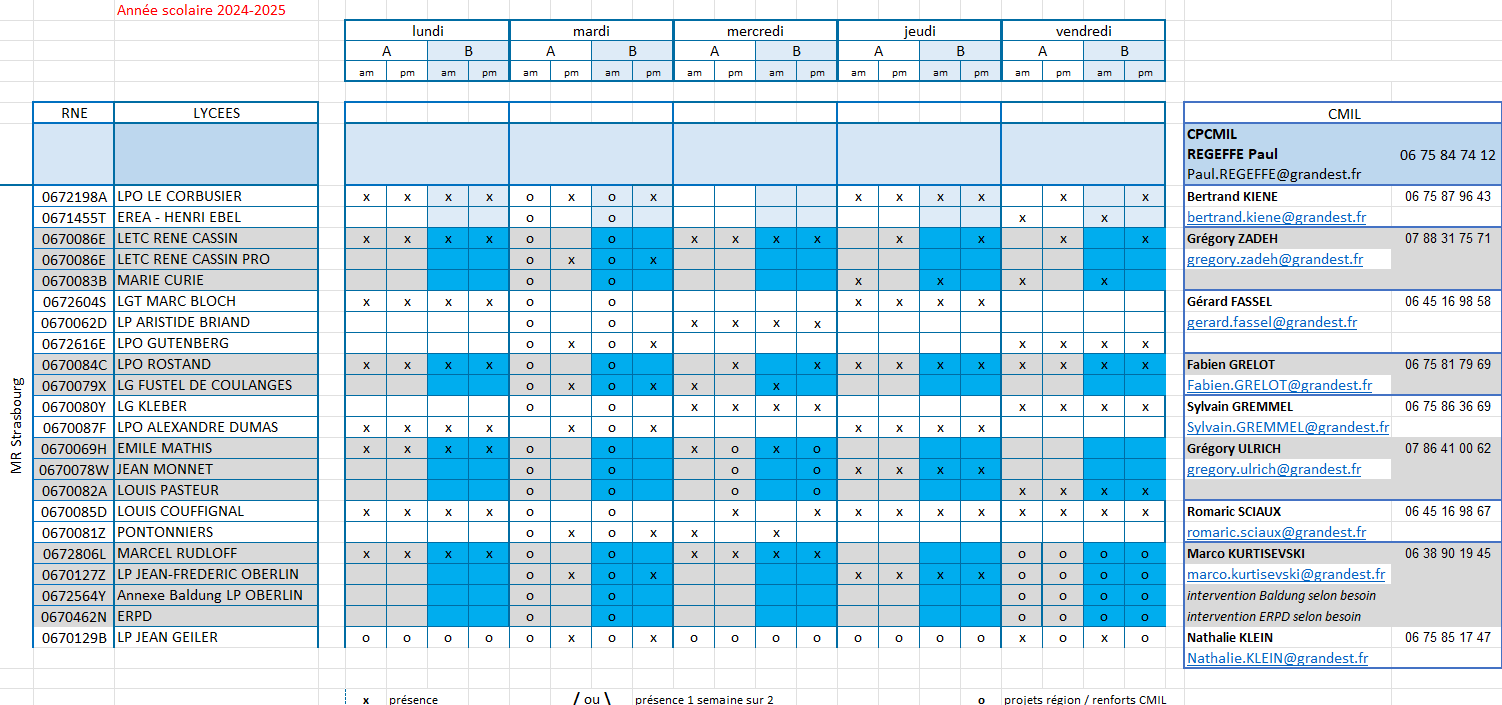 Année scolaire 2024-2025
lundi mardi mercredi jeudi vendredi
A B A B A B A B A B
am pm am pm am pm am pm am pm am pm am pm am pm am pm am pm
RNE LYCEES CMIL
CPCMIL
REGEFFE Paul 06 75 84 74 12
Paul.REGEFFE@grandest.fr
MR Strasbourg
0672198A LPO LE CORBUSIER x x x x o x o x x x x x x x Bertrand KIENE 06 75 87 96 43
0671455T EREA - HENRI EBEL o o x x bertrand.kiene@grandest.fr
0670086E LETC RENE CASSIN x x x x o o x x x x x x x x Grégory ZADEH 07 88 31 75 71
0670086E LETC RENE CASSIN PRO o x o x gregory.zadeh@grandest.fr
0670083B MARIE CURIE o o x x x x
0672604S LGT MARC BLOCH x x x x o o x x x x Gérard FASSEL 06 45 16 98 58
0670062D LP ARISTIDE BRIAND o o x x x x gerard.fassel@grandest.fr
0672616E LPO GUTENBERG o x o x x x x x
0670084C LPO ROSTAND x x x x o o x x x x x x x x x x Fabien GRELOT 06 75 81 79 69
0670079X LG FUSTEL DE COULANGES o x o x x x Fabien.GRELOT@grandest.fr
0670080Y LG KLEBER o o x x x x x x x x Sylvain GREMMEL 06 75 86 36 69
0670087F LPO ALEXANDRE DUMAS x x x x o x o x x x x x Sylvain.GREMMEL@grandest.fr
0670069H EMILE MATHIS x x x x o o x o x o Grégory ULRICH 07 86 41 00 62
0670078W JEAN MONNET o o o o x x x x gregory.ulrich@grandest.fr
0670082A LOUIS PASTEUR o o o o x x x x
0670085D LOUIS COUFFIGNAL x x x x o o x x x x x x x x x x Romaric SCIAUX 06 45 16 98 67
0670081Z PONTONNIERS o x o x x x romaric.sciaux@grandest.fr
0672806L MARCEL RUDLOFF x x x x o o x x x x o o o o Marco KURTISEVSKI 06 38 90 19 45
0670127Z LP JEAN-FREDERIC OBERLIN o x o x x x x x o o o o marco.kurtisevski@grandest.fr
0672564Y Annexe Baldung LP OBERLIN o o o o o o intervention Baldung selon besoin
0670462N ERPD o o o o o o intervention ERPD selon besoin
0670129B LP JEAN GEILER o o o o o x o x o o o o o o o o x o x o Nathalie KLEIN 06 75 85 17 47
Nathalie.KLEIN@grandest.fr
x présence / ou \ présence 1 semaine sur 2 o projets région / renforts CMIL